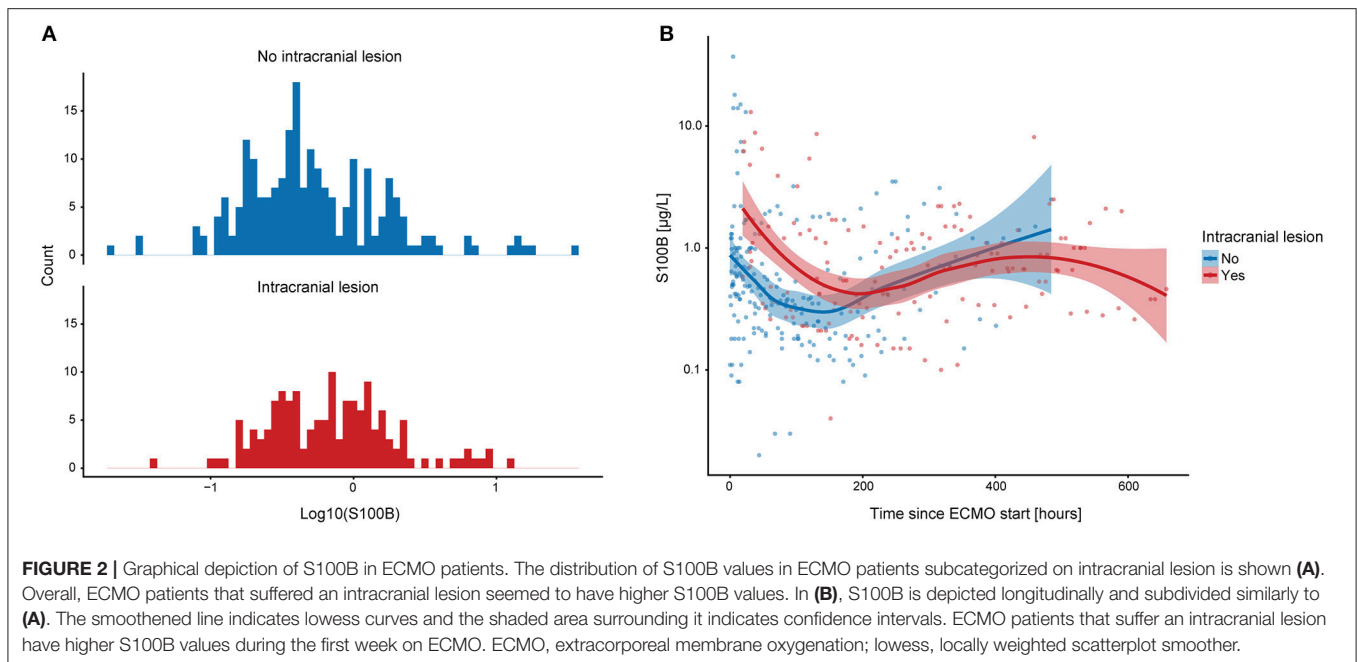 A
No intracranial lesion
15
10
5
0
Count
Intracranial lesion
15
10
5
0
−1
0
1
Log10(S100B)
B
10.0
1.0
0.1
S100B [µg/L]
0
200
400
600
Time since ECMO start [hours]
Intracranial lesion
No
Yes
FIGURE 2 | Graphical depiction of S100B in ECMO patients. The distribution of S100B values in ECMO patients subcategorized on intracranial lesion is shown (A).
Overall, ECMO patients that suffered an intracranial lesion seemed to have higher S100B values. In (B), S100B is depicted longitudinally and subdivided similarly to
(A). The smoothened line indicates lowess curves and the shaded area surrounding it indicates confidence intervals. ECMO patients that suffer an intracranial lesion
have higher S100B values during the first week on ECMO. ECMO, extracorporeal membrane oxygenation; lowess, locally weighted scatterplot smoother.